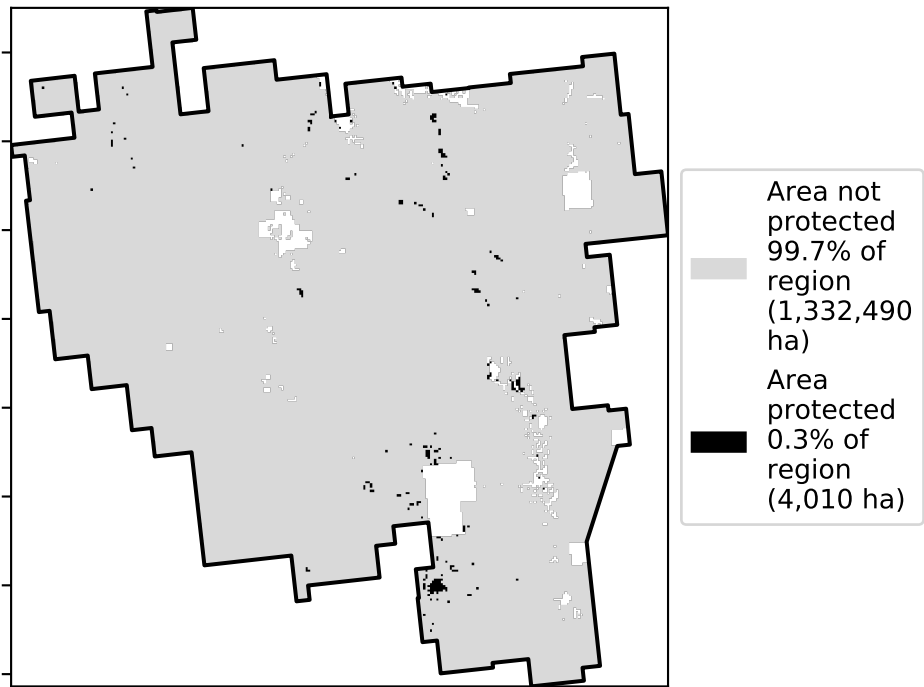 Area not
protected
99.7% of
region
(1,332,490
ha)
Area
protected
0.3% of
region
(4,010 ha)